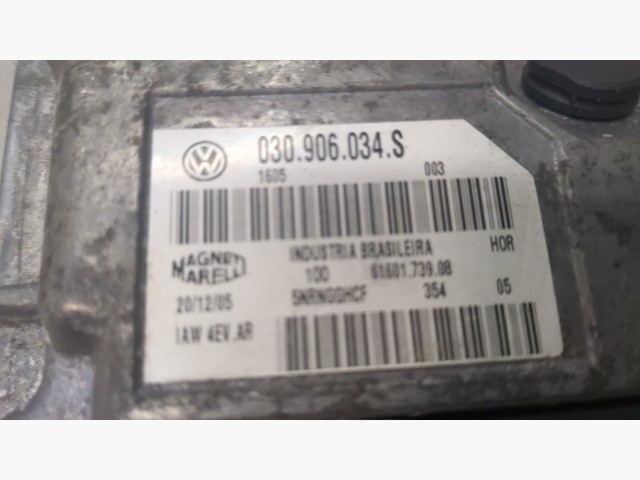 030.906.034.S
1605 003
MAGNETI MARELLI
INDUSTRIA BRASILEIRA HOR
100 61601.739.08
20/12/05 354 05
IAW 4EV.AR